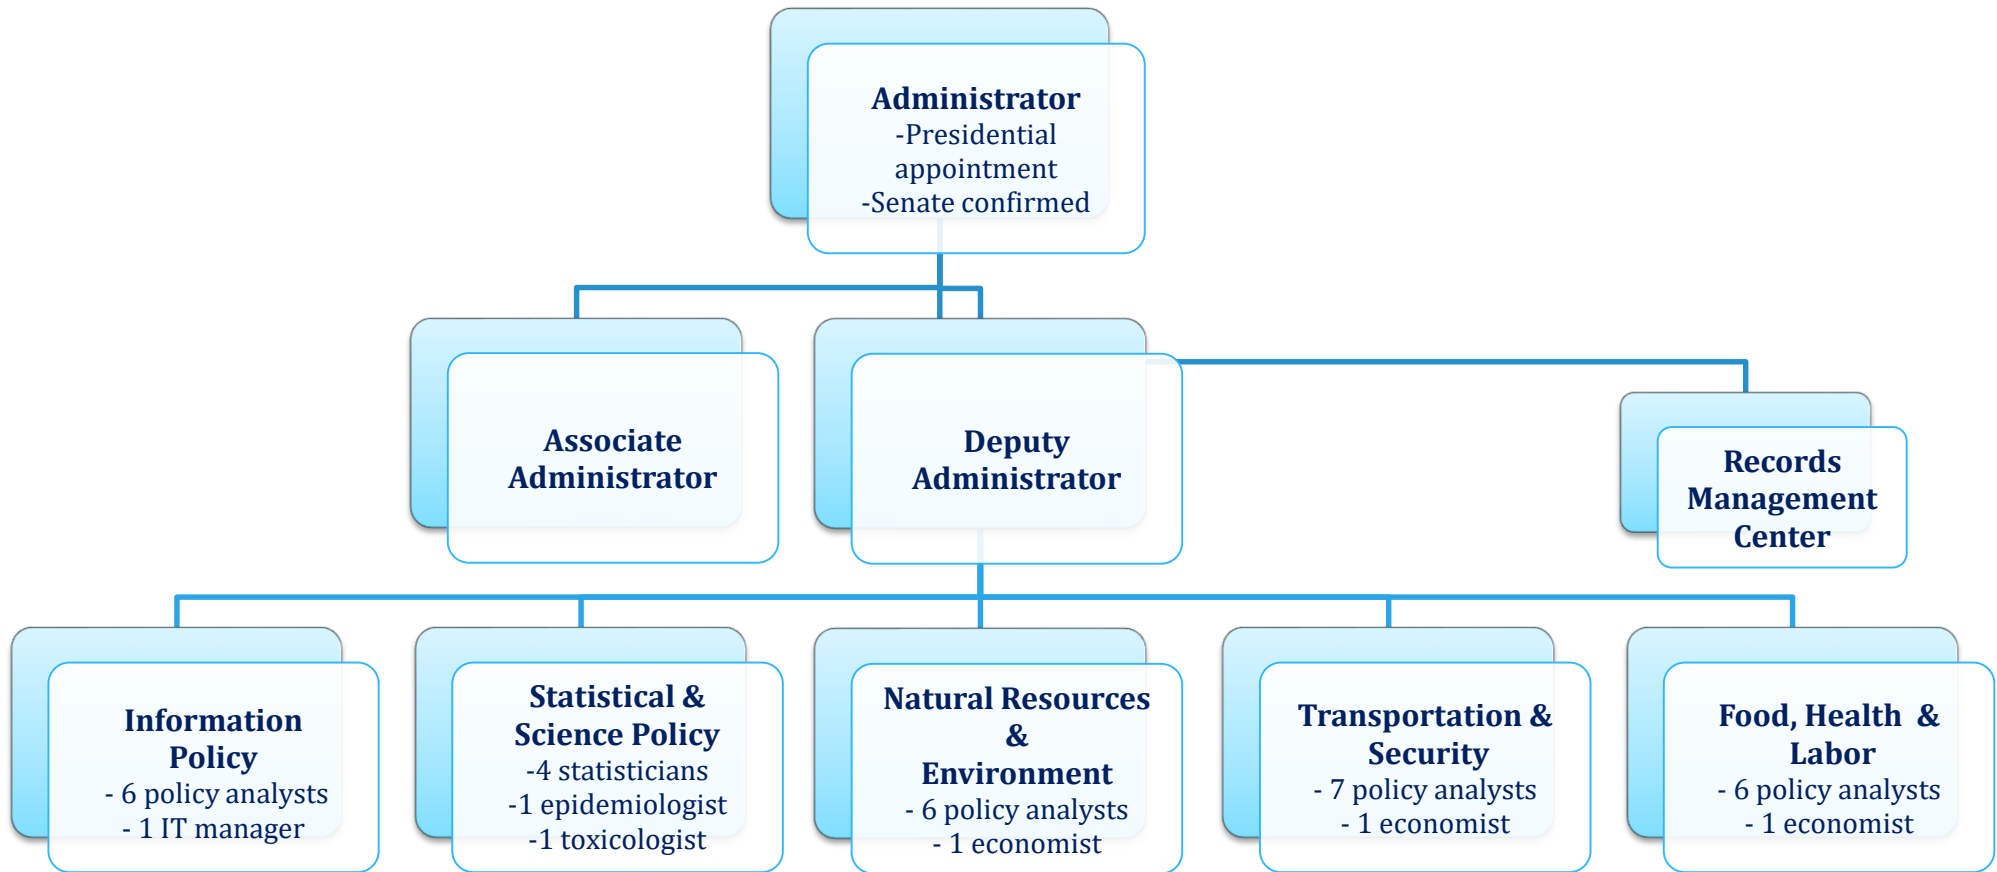 Administrator
-Presidential
appointment
-Senate confirmed
Associate
Administrator
Deputy
Administrator
Records
Management
Center
Information
Policy
- 6 policy analysts
- 1 IT manager
Statistical &
Science Policy
-4 statisticians
-1 epidemiologist
-1 toxicologist
Natural Resources
&
Environment
- 6 policy analysts
- 1 economist
Transportation &
Security
- 7 policy analysts
- 1 economist
Food, Health  &
Labor
- 6 policy analysts
- 1 economist